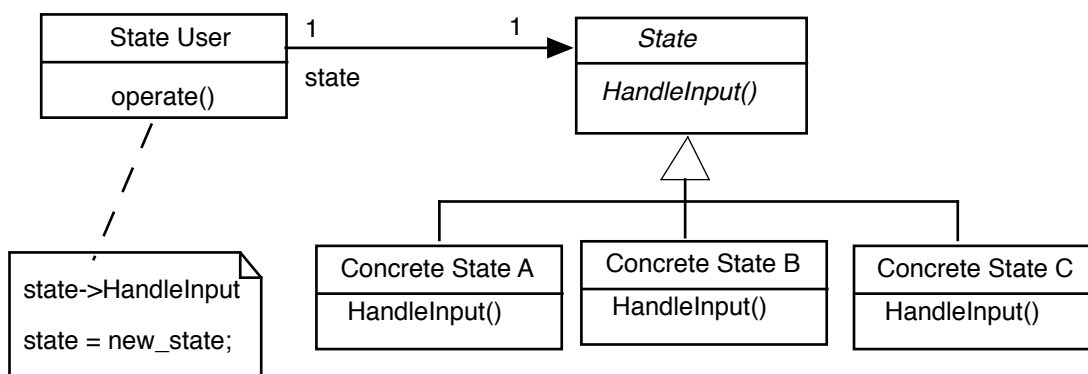 State User
operate()
1
1
state
State
HandleInput()
state->HandleInput
state = new_state;
Concrete State A
HandleInput()
Concrete State B
HandleInput()
Concrete State C
HandleInput()